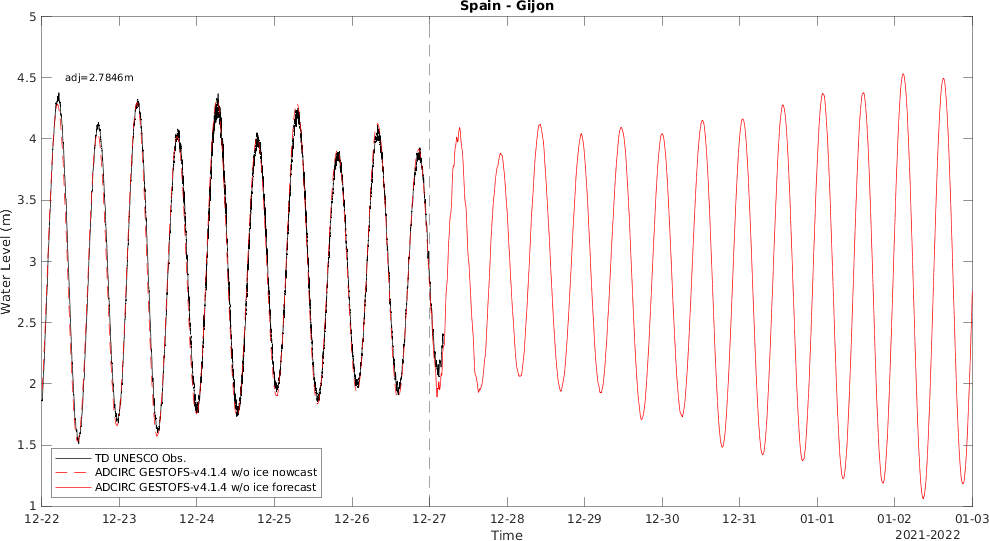 Spain - Gijon
5
4.5
4
3.5
3
2.5
2
1.5
1
Water Level (m)
adj=2.7846m
TD UNESCO Obs.
ADCIRC GESTOFS-v4.1.4 w/o ice nowcast
ADCIRC GESTOFS-v4.1.4 w/o ice forecast
12-22 12-23 12-24 12-25 12-26 12-27 12-28 12-29 12-30 12-31 01-01 01-02 01-03
Time
2021-2022